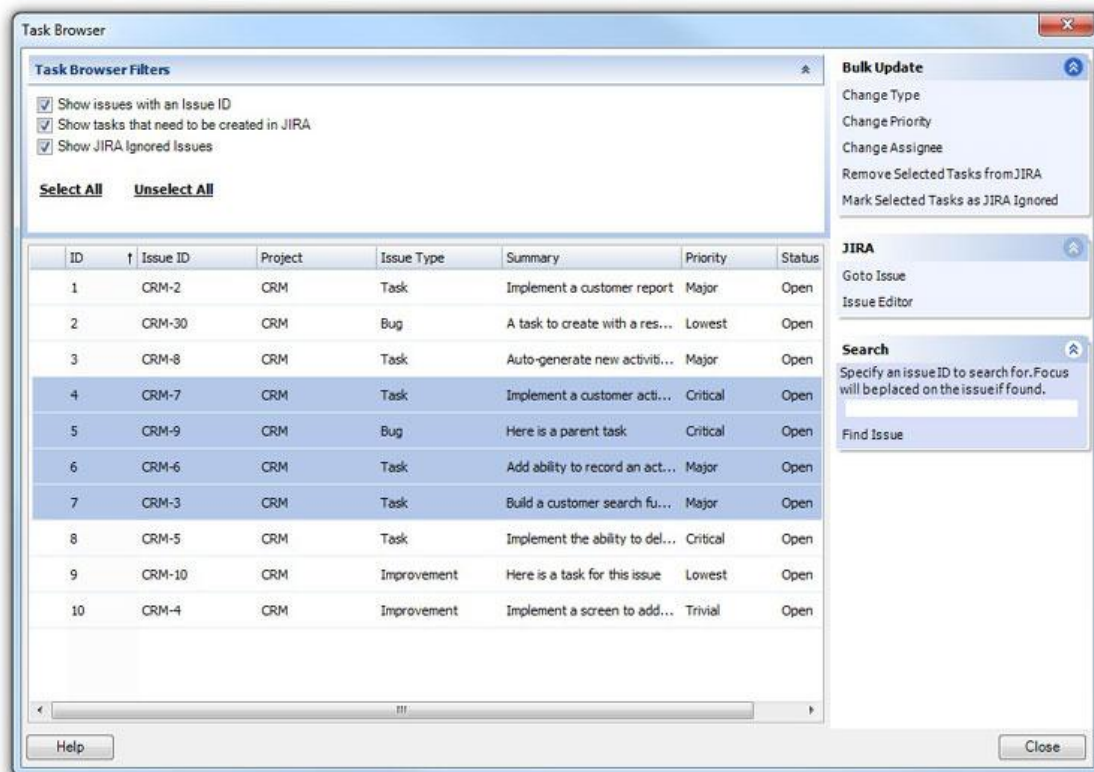 Task Browser
Task Browser Filters
Show issues with an Issue ID
Show tasks that need to be created in JIRA
Show JIRA Ignored Issues
Select All Unselect All
ID Issue ID Project Issue Type Summary Priority Status
1 CRM-2 CRM Task Implement a customer report Major Open
2 CRM-30 CRM Bug A task to create with a res... Lowest Open
3 CRM-8 CRM Task Auto-generate new activiti... Major Open
4 CRM-7 CRM Task Implement a customer acti... Critical Open
5 CRM-9 CRM Bug Here is a parent task Critical Open
6 CRM-6 CRM Task Add ability to record an act... Major Open
7 CRM-3 CRM Task Build a customer search fu... Major Open
8 CRM-5 CRM Task Implement the ability to del... Critical Open
9 CRM-10 CRM Improvement Here is a task for this issue Lowest Open
10 CRM-4 CRM Improvement Implement a screen to add... Trivial Open
Bulk Update
Change Type
Change Priority
Change Assignee
Remove Selected Tasks from JIRA
Mark Selected Tasks as JIRA Ignored
JIRA
Goto Issue
Issue Editor
Search
Specify an issue ID to search for. Focus
will be placed on the issue if found.
Find Issue
Help
Close